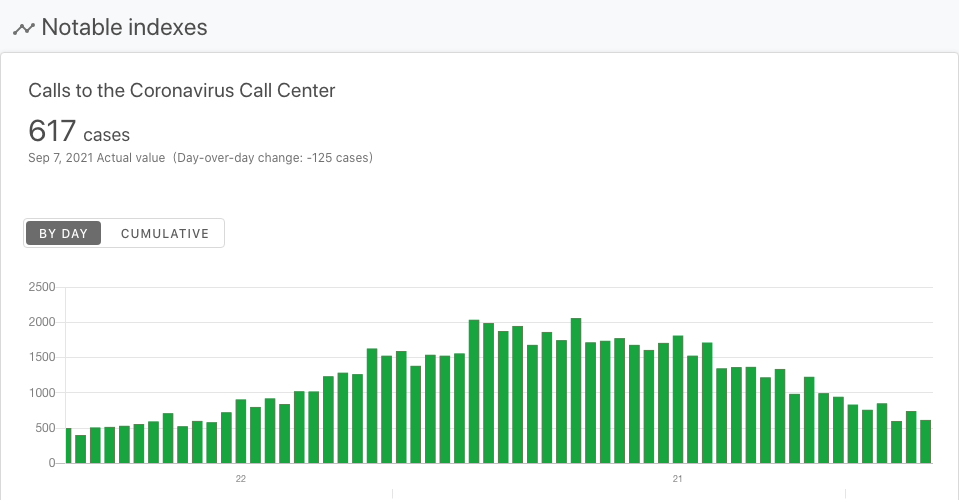 Notable indexes
Calls to the Coronavirus Call Center
617 cases
Sep 7, 2021 Actual value (Day-over-day change: -125 cases)
BY DAY CUMULATIVE
2500
2000
1500
1000
500
0
22 21